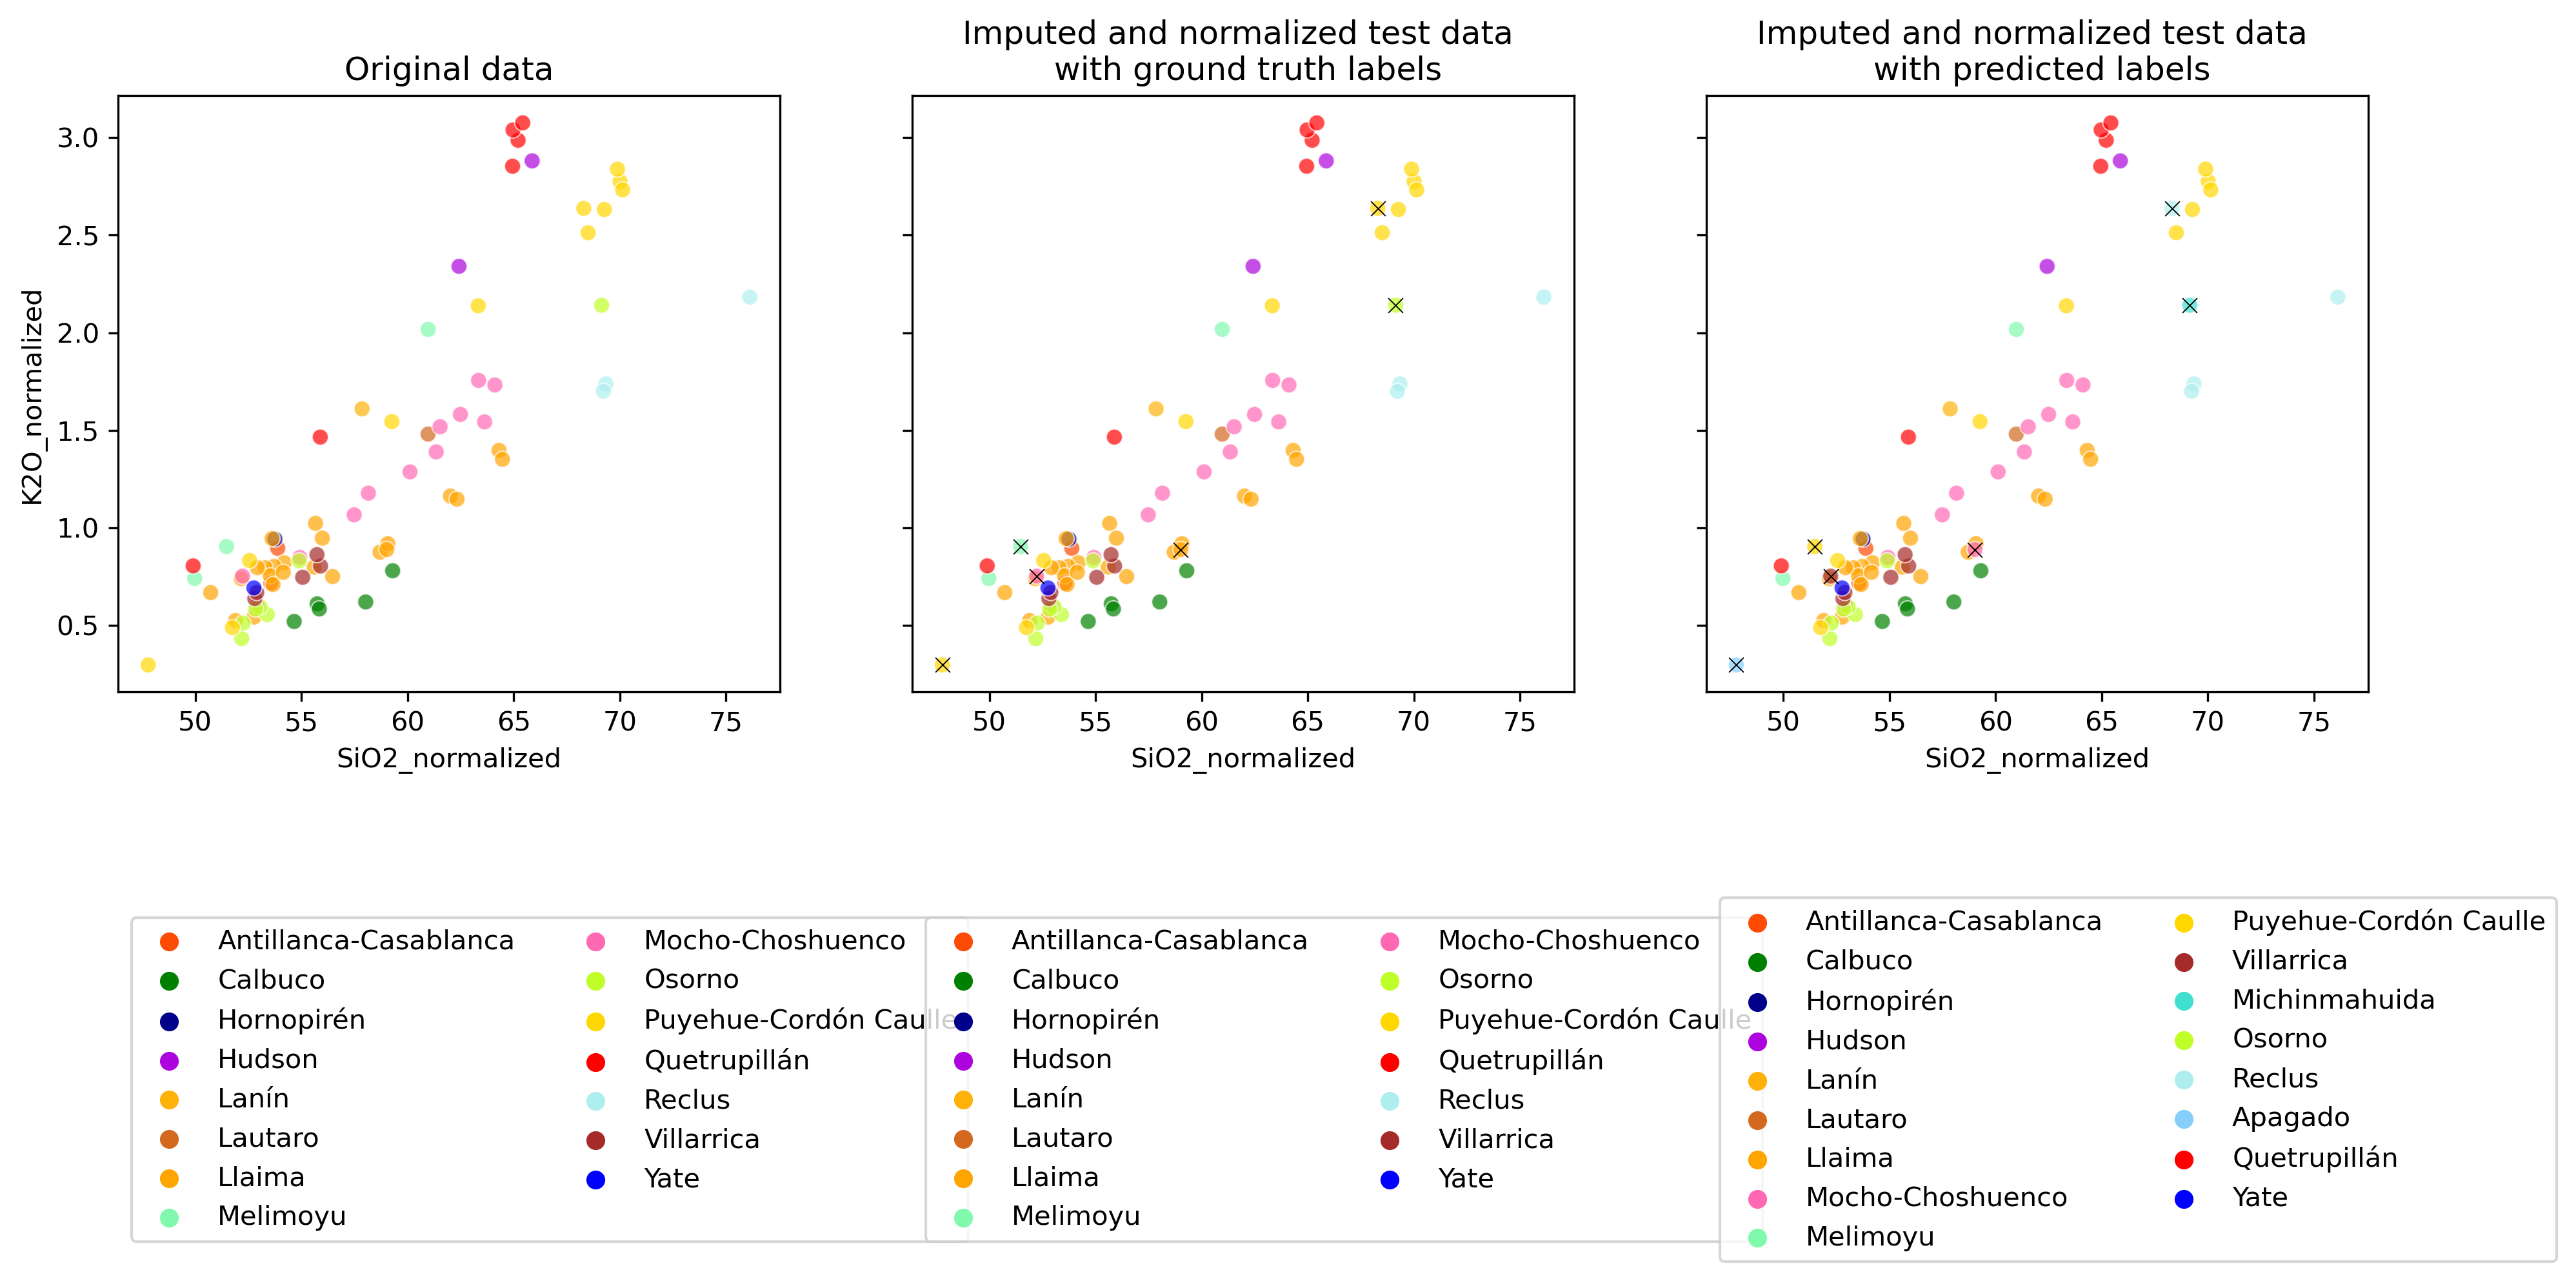 Original data
K2O_normalized
3.0
2.5
2.0
1.5
1.0
0.5
50 55 60 65 70 75
SiO2_normalized
Imputed and normalized test data
with ground truth labels
50 55 60 65 70 75
SiO2_normalized
Imputed and normalized test data
with predicted labels
50 55 60 65 70 75
SiO2_normalized
Antillanca-Casablanca
Calbuco
Hornopirén
Hudson
Lanín
Lautaro
Llaima
Melimoyu
Mocho-Choshuenco
Osorno
Puyehue-Cordón Caulle
Quetrupillán
Reclus
Villarrica
Yate
Antillanca-Casablanca
Calbuco
Hornopirén
Hudson
Lanín
Lautaro
Llaima
Melimoyu
Mocho-Choshuenco
Osorno
Puyehue-Cordón Caulle
Quetrupillán
Reclus
Villarrica
Yate
Antillanca-Casablanca
Calbuco
Hornopirén
Hudson
Lanín
Lautaro
Llaima
Mocho-Choshuenco
Melimoyu
Puyehue-Cordón Caulle
Villarrica
Michinmahuida
Osorno
Reclus
Apagado
Quetrupillán
Yate